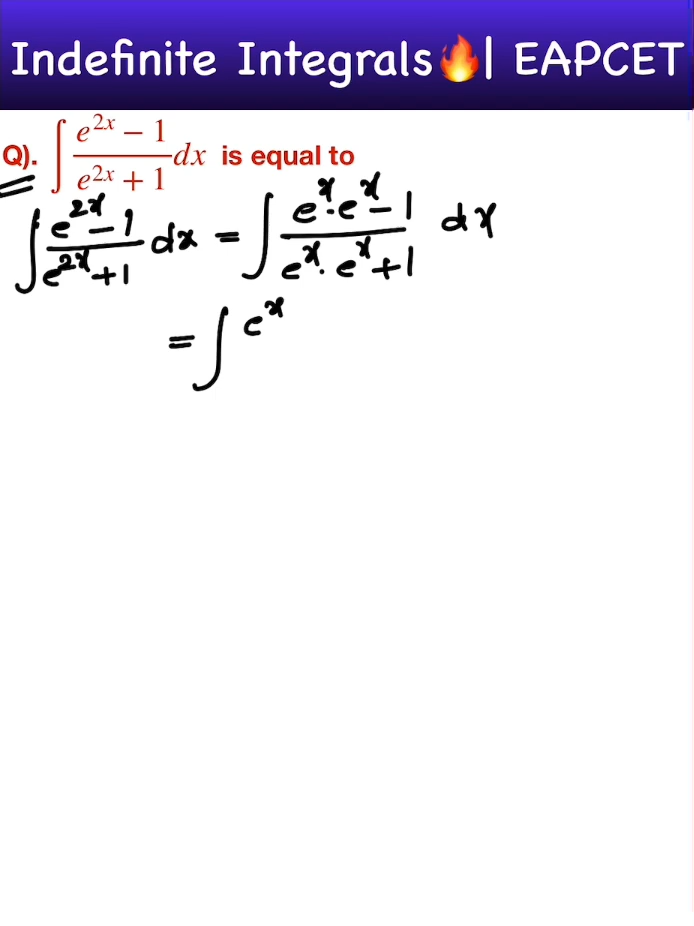 Indefinite Integrals🔥| EAPCET
Q). ∫ (e^{2x} − 1)/(e^{2x} + 1) dx is equal to
∫ (e^{2x} − 1)/(e^{2x} + 1) dx = ∫ (e^x · e^x − 1)/(e^x · e^x + 1) dx
= ∫ e^x